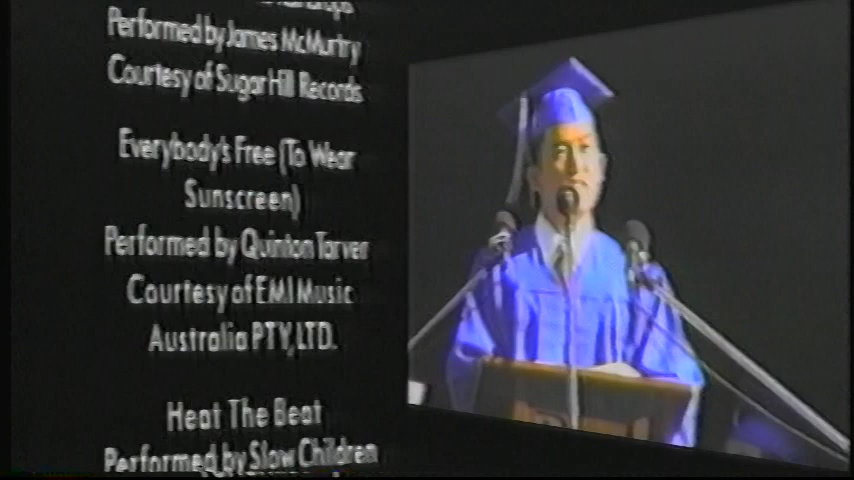 Performed by James McMurtry
Courtesy of Sugar Hill Records
Everybody's Free (To Wear
Sunscreen)
Performed by Quinton Tarver
Courtesy of EMI Music
Australia PTY, LTD.
Heat The Beat
Performed by Slow Children